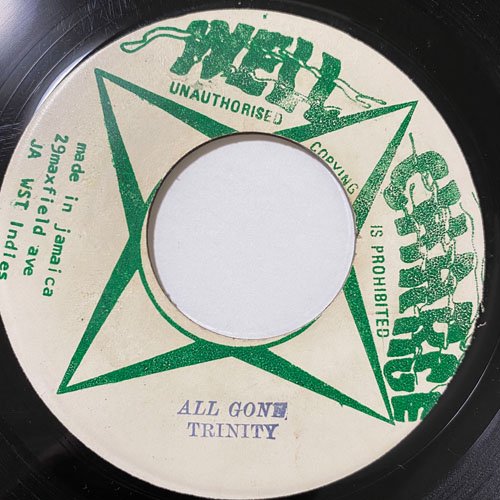 WELL
CHARGE
UNAUTHORISED COPYING IS PROHIBITED
made in Jamaica
29maxfield ave
JA WST Indies
ALL GONE
TRINITY